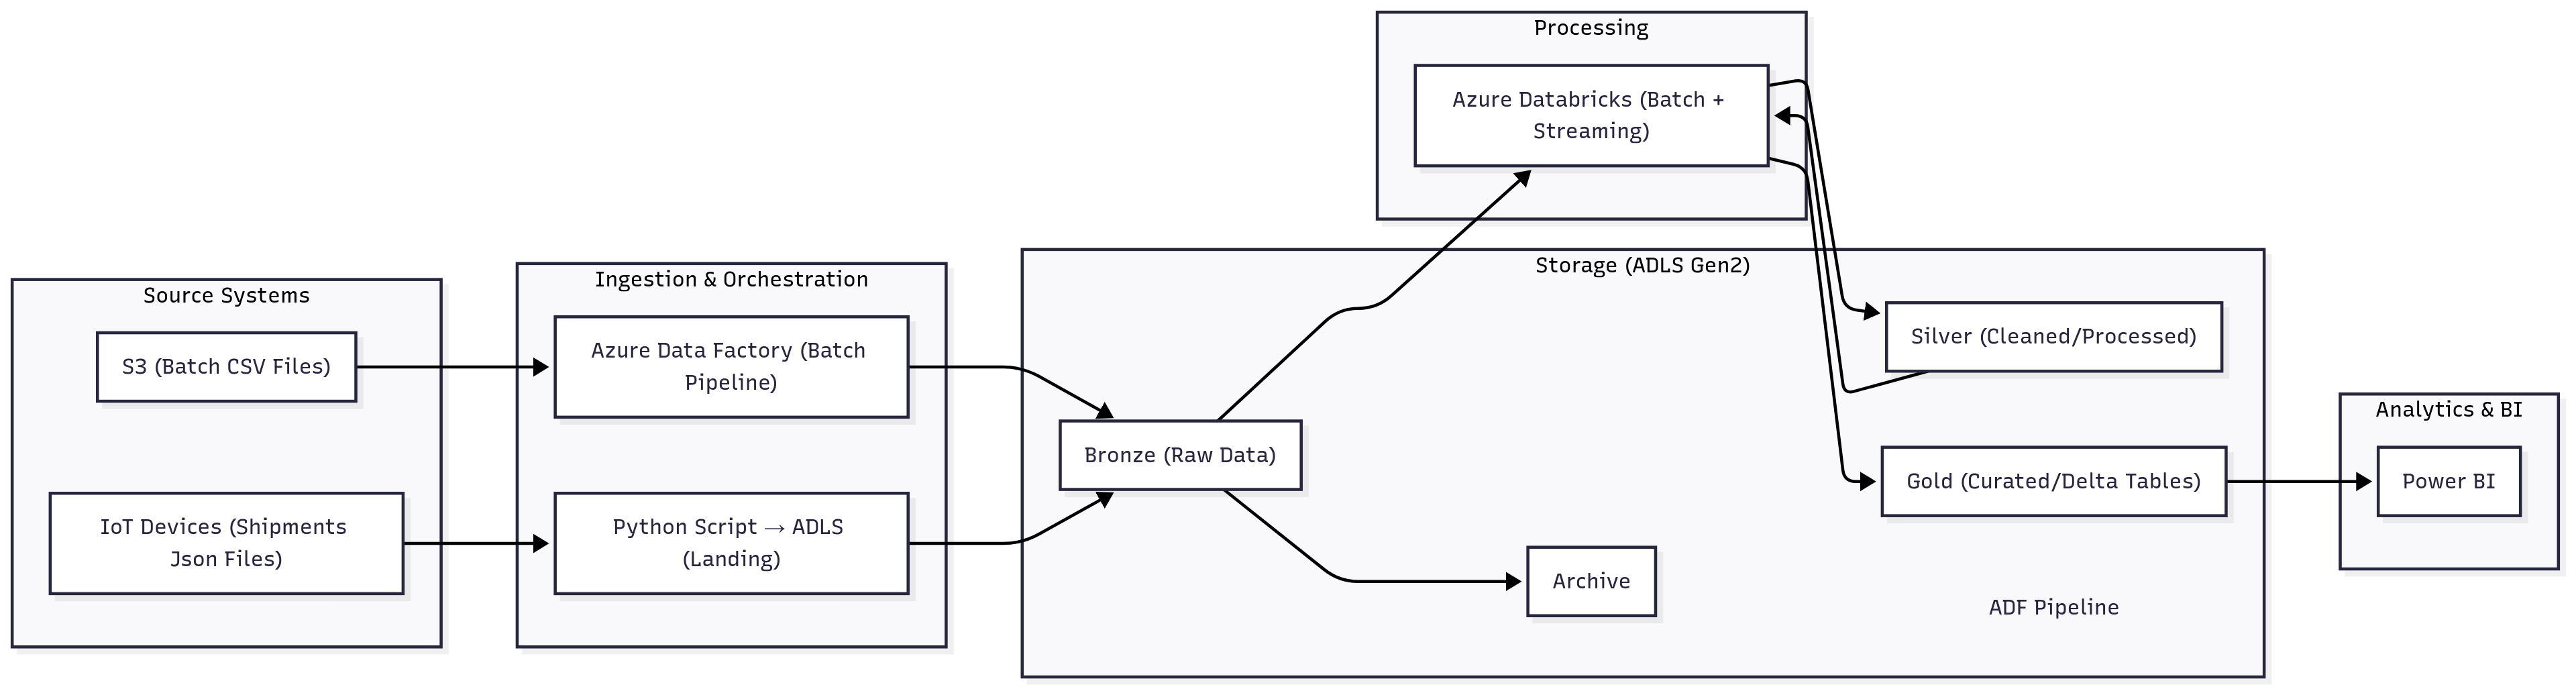 Processing
Azure Databricks (Batch +
Streaming)
Source Systems
S3 (Batch CSV Files)
IoT Devices (Shipments
Json Files)
Ingestion & Orchestration
Azure Data Factory (Batch
Pipeline)
Python Script → ADLS
(Landing)
Storage (ADLS Gen2)
Bronze (Raw Data)
Archive
Silver (Cleaned/Processed)
Gold (Curated/Delta Tables)
ADF Pipeline
Analytics & BI
Power BI